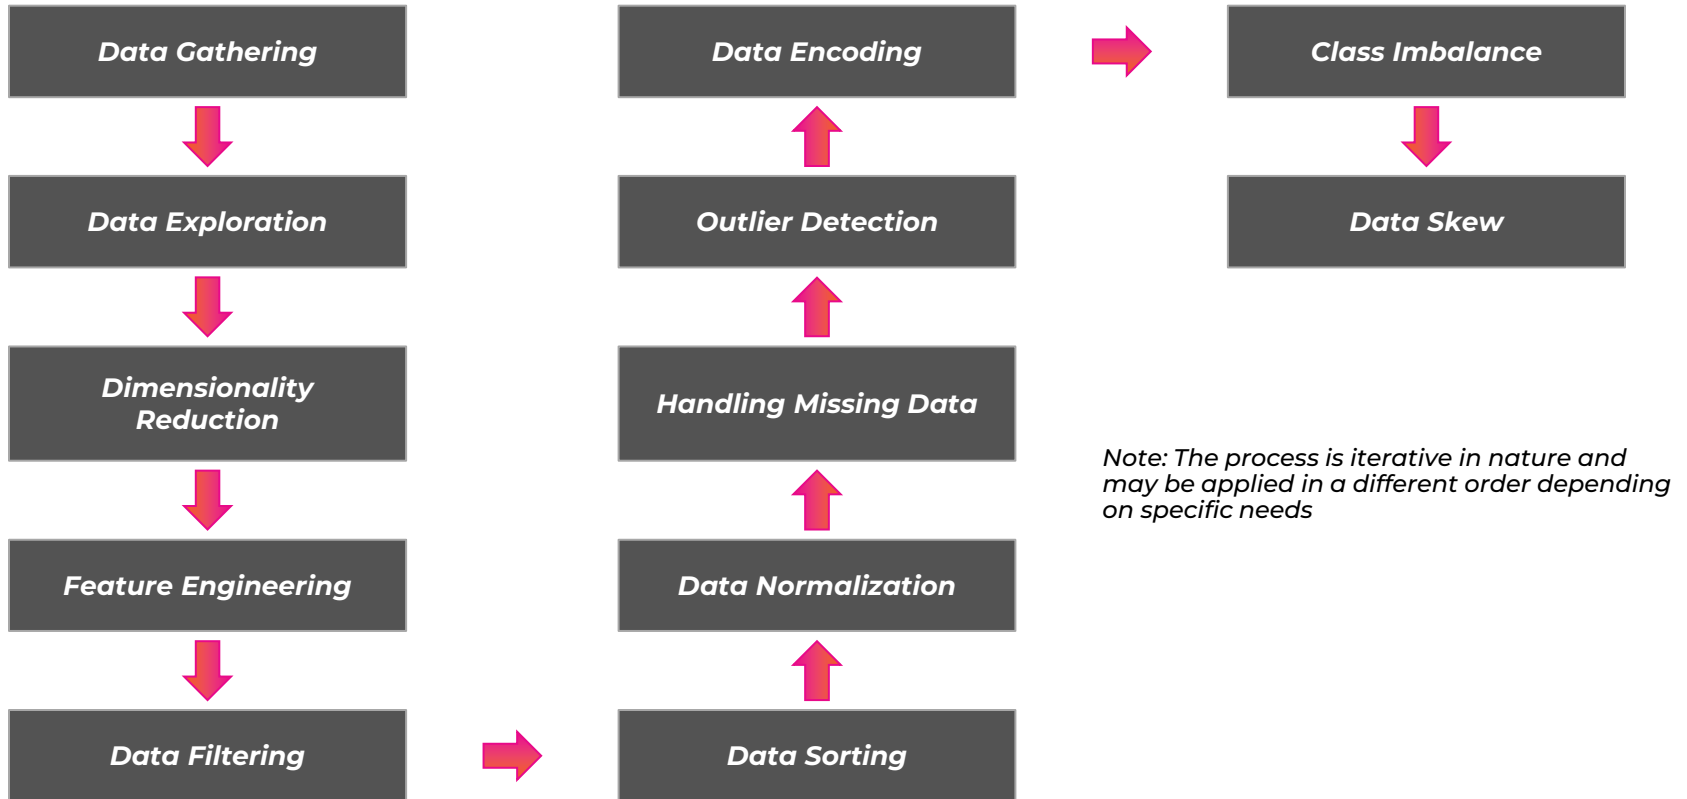 Data Gathering
Data Exploration
Dimensionality
Reduction
Feature Engineering
Data Filtering
Data Sorting
Data Normalization
Handling Missing Data
Outlier Detection
Data Encoding
Class Imbalance
Data Skew
Note: The process is iterative in nature and
may be applied in a different order depending
on specific needs